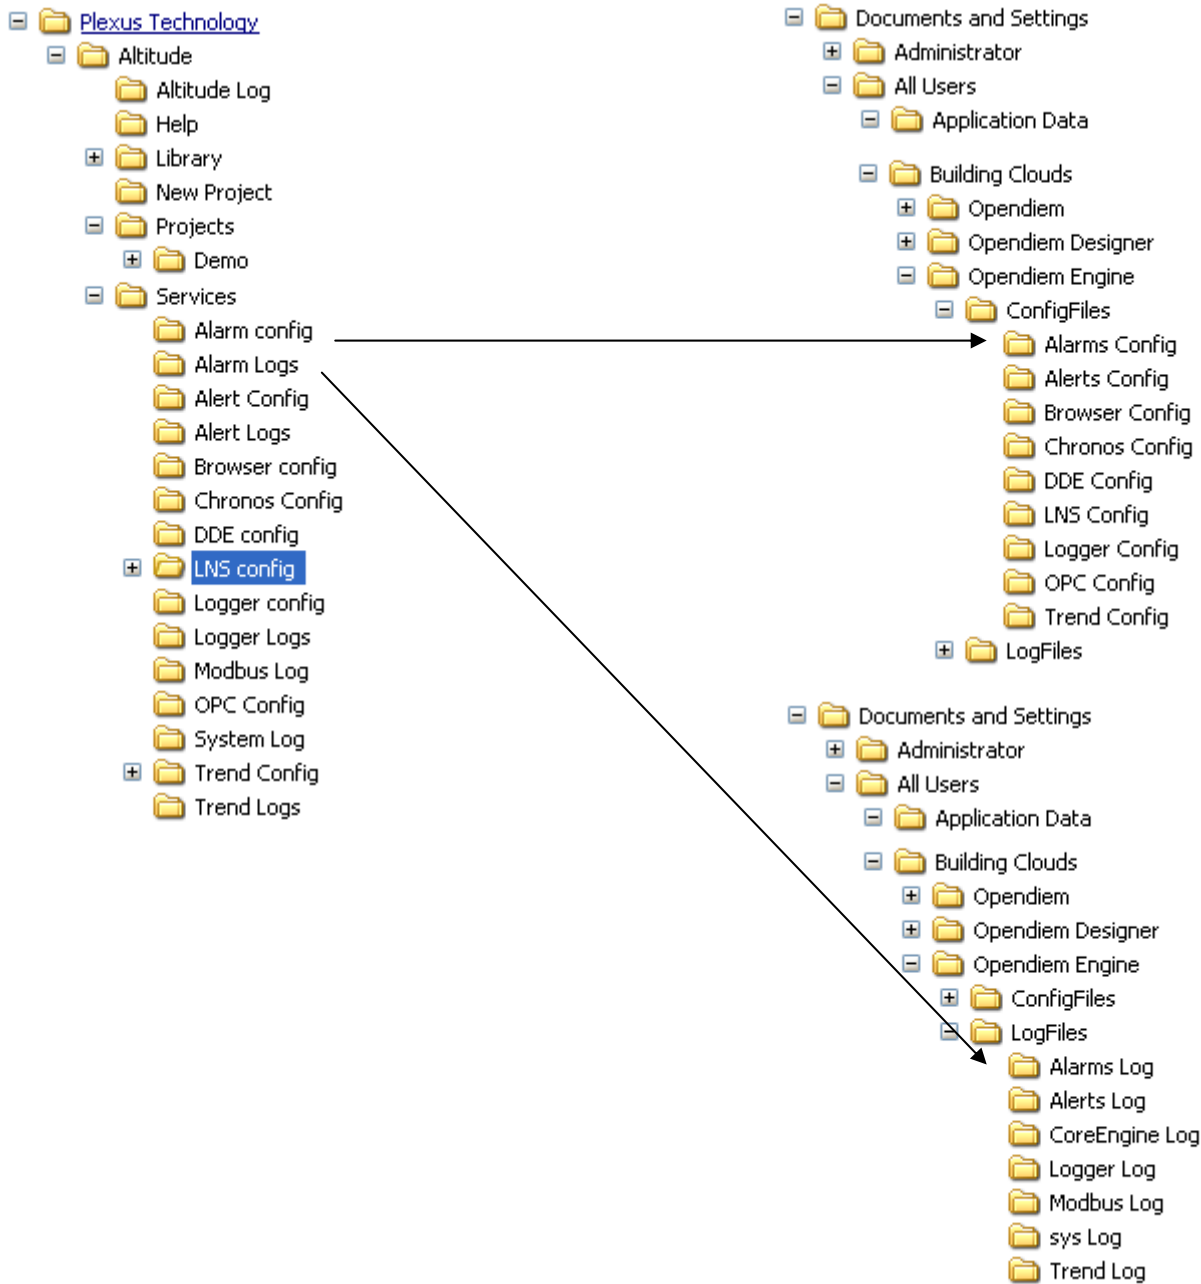 Plexus Technology
Altitude
Altitude Log
Help
Library
New Project
Projects
Demo
Services
Alarm config
Alarm Logs
Alert Config
Alert Logs
Browser config
Chronos Config
DDE config
LNS config
Logger config
Logger Logs
Modbus Log
OPC Config
System Log
Trend Config
Trend Logs
Documents and Settings
Administrator
All Users
Application Data
Building Clouds
Opendiem
Opendiem Designer
Opendiem Engine
ConfigFiles
Alarms Config
Alerts Config
Browser Config
Chronos Config
DDE Config
LNS Config
Logger Config
OPC Config
Trend Config
LogFiles
Documents and Settings
Administrator
All Users
Application Data
Building Clouds
Opendiem
Opendiem Designer
Opendiem Engine
ConfigFiles
LogFiles
Alarms Log
Alerts Log
CoreEngine Log
Logger Log
Modbus Log
sys Log
Trend Log